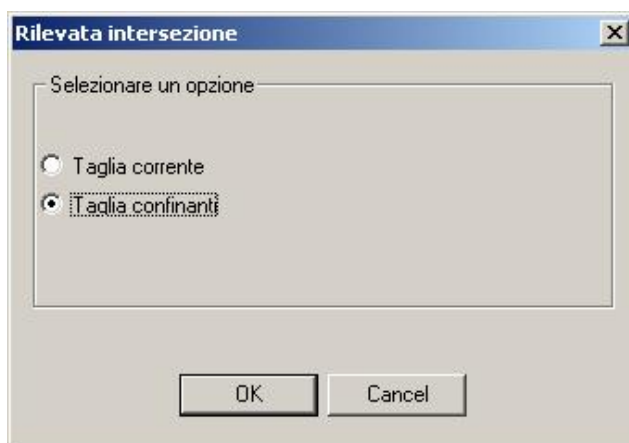 Rilevata intersezione
Selezionare un opzione
Taglia corrente
Taglia confinanti
OK
Cancel